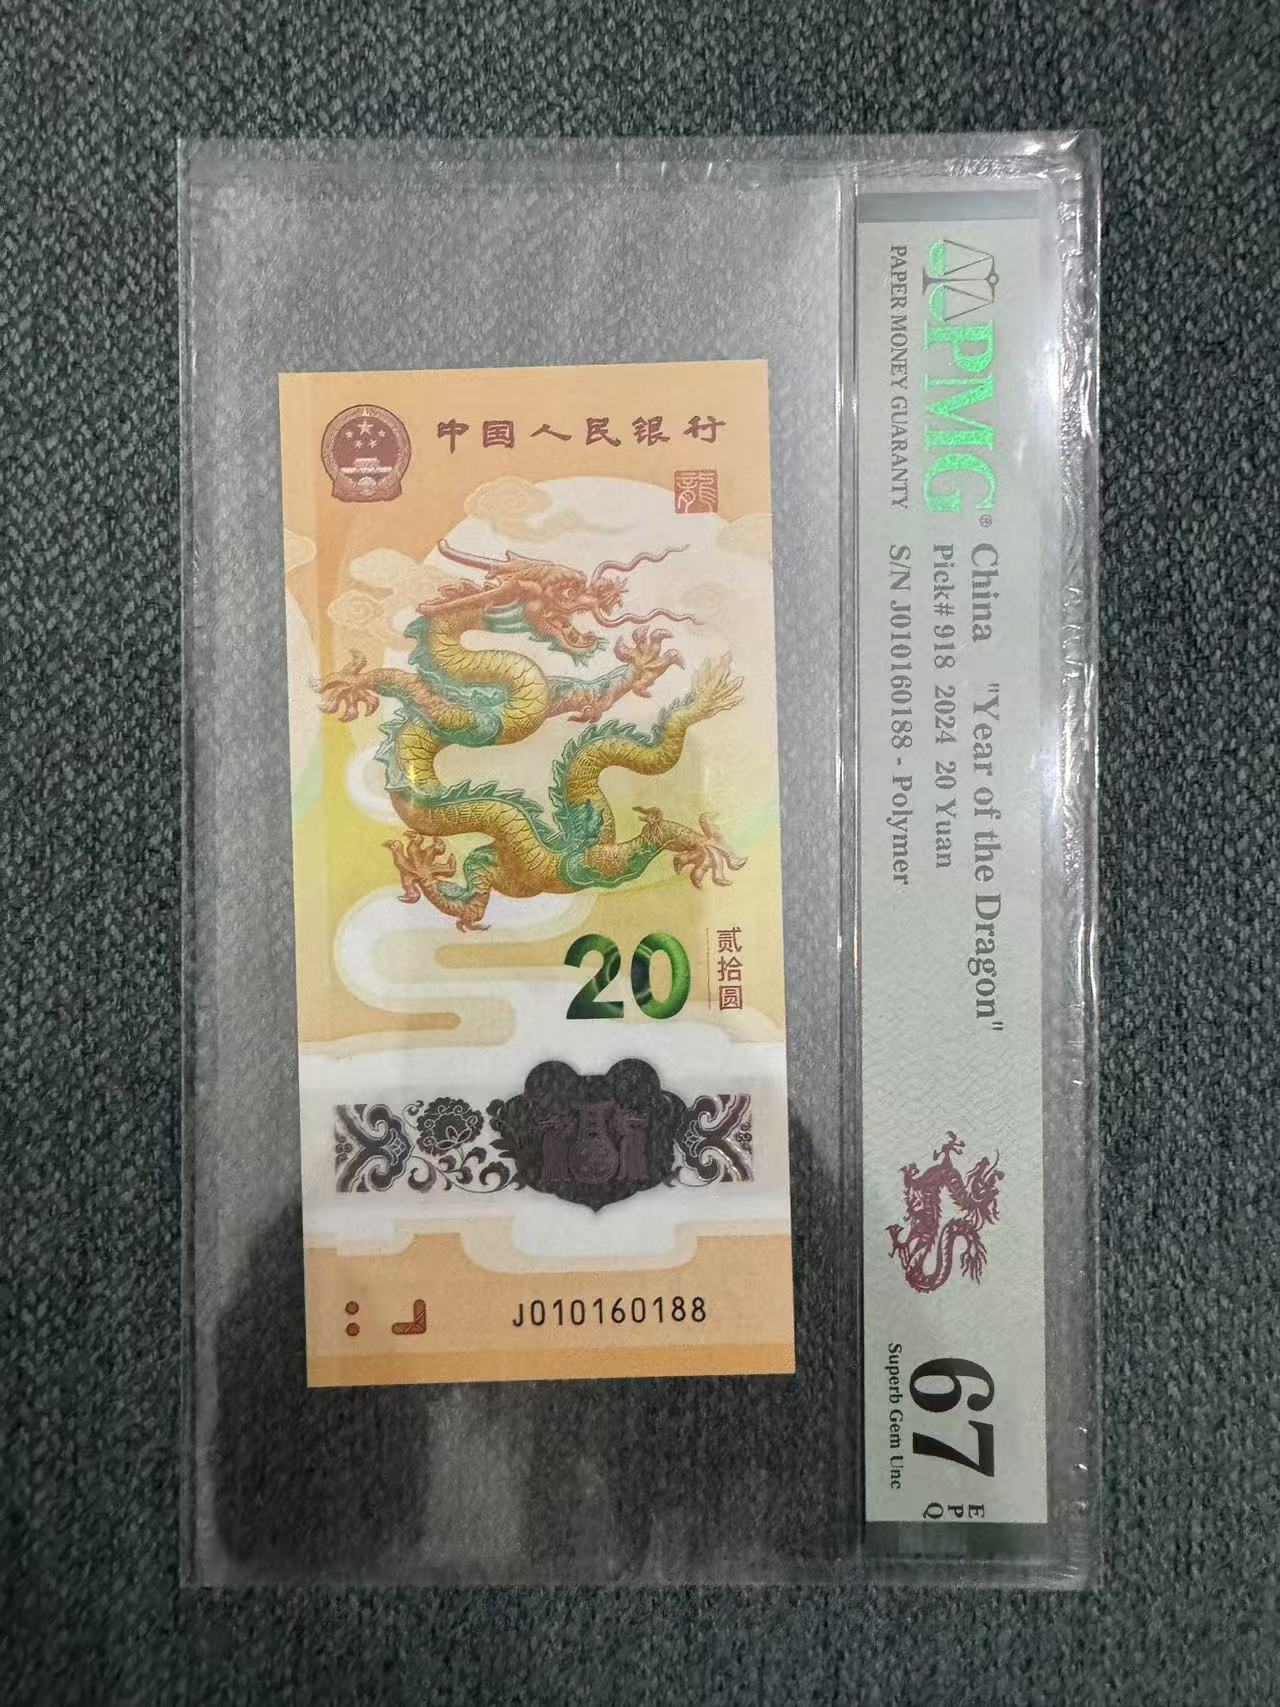 中国人民银行
龍
20
贰拾圆
J010160188
PMG®
PAPER MONEY GUARANTY
China "Year of the Dragon"
Pick# 918 2024 20 Yuan
S/N J010160188 - Polymer
67 EPQ
Superb Gem Unc